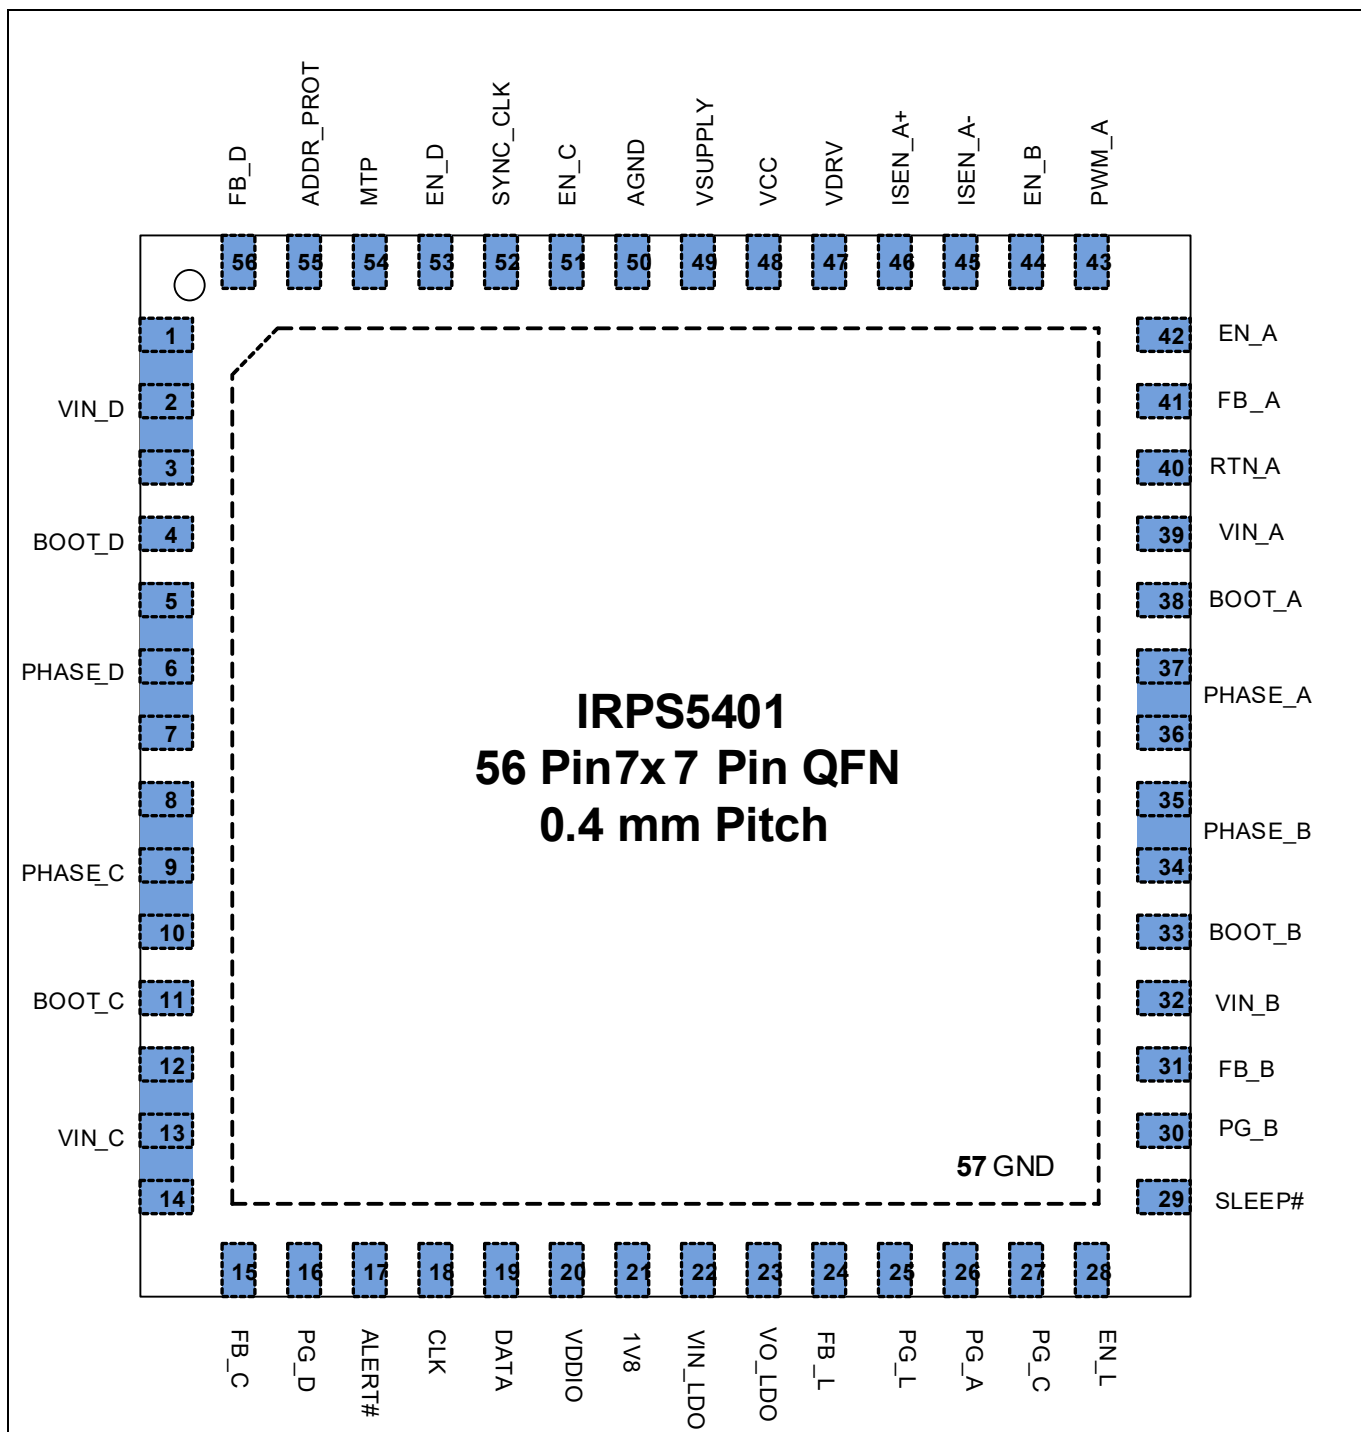 FB_D
ADDR_PROT
MTP
EN_D
SYNC_CLK
EN_C
AGND
VSUPPLY
VCC
VDRV
ISEN_A+
ISEN_A-
EN_B
PWM_A
56
55
54
53
52
51
50
49
48
47
46
45
44
43
1
VIN_D
2
3
BOOT_D
4
5
PHASE_D
6
7
8
PHASE_C
9
10
BOOT_C
11
12
VIN_C
13
14
IRPS5401
56 Pin7x 7 Pin QFN
0.4 mm Pitch
57 GND
42
EN_A
41
FB_A
40
RTN_A
39
VIN_A
38
BOOT_A
37
PHASE_A
36
35
PHASE_B
34
33
BOOT_B
32
VIN_B
31
FB_B
30
PG_B
29
SLEEP#
15
16
17
18
19
20
21
22
23
24
25
26
27
28
FB_C
PG_D
ALERT#
CLK
DATA
VDDIO
1V8
VIN_LDO
VO_LDO
FB_L
PG_L
PG_A
PG_C
EN_L